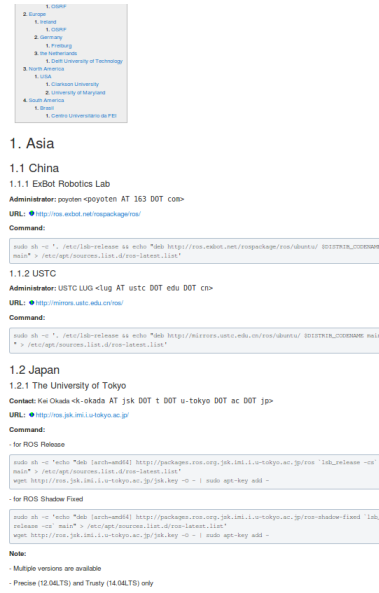 1. OSRF
2. Europe
1. Ireland
1. OSRF
2. Germany
1. Freiburg
3. the Netherlands
1. Delft University of Technology
3. North America
1. USA
1. Clarkson University
2. University of Maryland
4. South America
1. Brasil
1. Centro Universitário da FEI
1. Asia
1.1 China
1.1.1 ExBot Robotics Lab
Administrator: poyoten <poyoten AT 163 DOT com>
URL: http://ros.exbot.net/rospackage/ros/
Command:
sudo sh -c '. /etc/lsb-release && echo "deb http://ros.exbot.net/rospackage/ros/ubuntu/ $DISTRIB_CODENAME
main" > /etc/apt/sources.list.d/ros-latest.list'
1.1.2 USTC
Administrator: USTC LUG <lug AT ustc DOT edu DOT cn>
URL: http://mirrors.ustc.edu.cn/ros/
Command:
sudo sh -c '. /etc/lsb-release && echo "deb http://mirrors.ustc.edu.cn/ros/ubuntu/ $DISTRIB_CODENAME main
" > /etc/apt/sources.list.d/ros-latest.list'
1.2 Japan
1.2.1 The University of Tokyo
Contact: Kei Okada <k-okada AT jsk DOT t DOT u-tokyo DOT ac DOT jp>
URL: http://ros.jsk.imi.i.u-tokyo.ac.jp/
Command:
- for ROS Release
sudo sh -c 'echo "deb [arch=amd64] http://packages.ros.org.jsk.imi.i.u-tokyo.ac.jp/ros `lsb_release -cs`
main" > /etc/apt/sources.list.d/ros-latest.list'
wget http://ros.jsk.imi.i.u-tokyo.ac.jp/jsk.key -O - | sudo apt-key add -
- for ROS Shadow Fixed
sudo sh -c 'echo "deb [arch=amd64] http://packages.ros.org.jsk.imi.i.u-tokyo.ac.jp/ros-shadow-fixed `lsb_
release -cs` main" > /etc/apt/sources.list.d/ros-latest.list'
wget http://ros.jsk.imi.i.u-tokyo.ac.jp/jsk.key -O - | sudo apt-key add -
Note:
- Multiple versions are available
- Precise (12.04LTS) and Trusty (14.04LTS) only